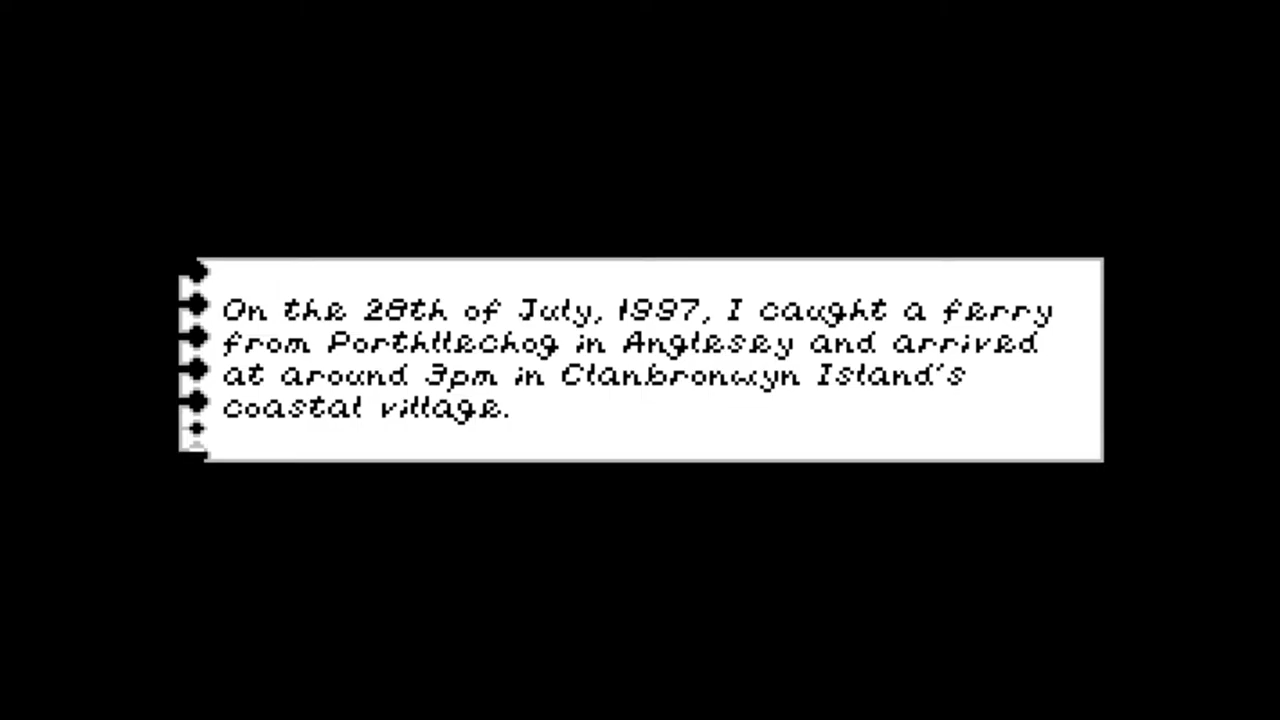 On the 28th of July, 1997, I caught a ferry
from Porthllechog in Anglesey and arrived
at around 3pm in Clanbronwyn Island's
coastal village.